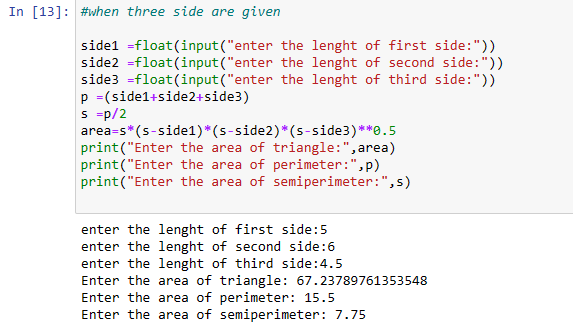 In [13]: #when three side are given
side1 =float(input("enter the lenght of first side:"))
side2 =float(input("enter the lenght of second side:"))
side3 =float(input("enter the lenght of third side:"))
p =(side1+side2+side3)
s =p/2
area=s*(s-side1)*(s-side2)*(s-side3)**0.5
print("Enter the area of triangle:",area)
print("Enter the area of perimeter:",p)
print("Enter the area of semiperimeter:",s)
enter the lenght of first side:5
enter the lenght of second side:6
enter the lenght of third side:4.5
Enter the area of triangle: 67.23789761353548
Enter the area of perimeter: 15.5
Enter the area of semiperimeter: 7.75